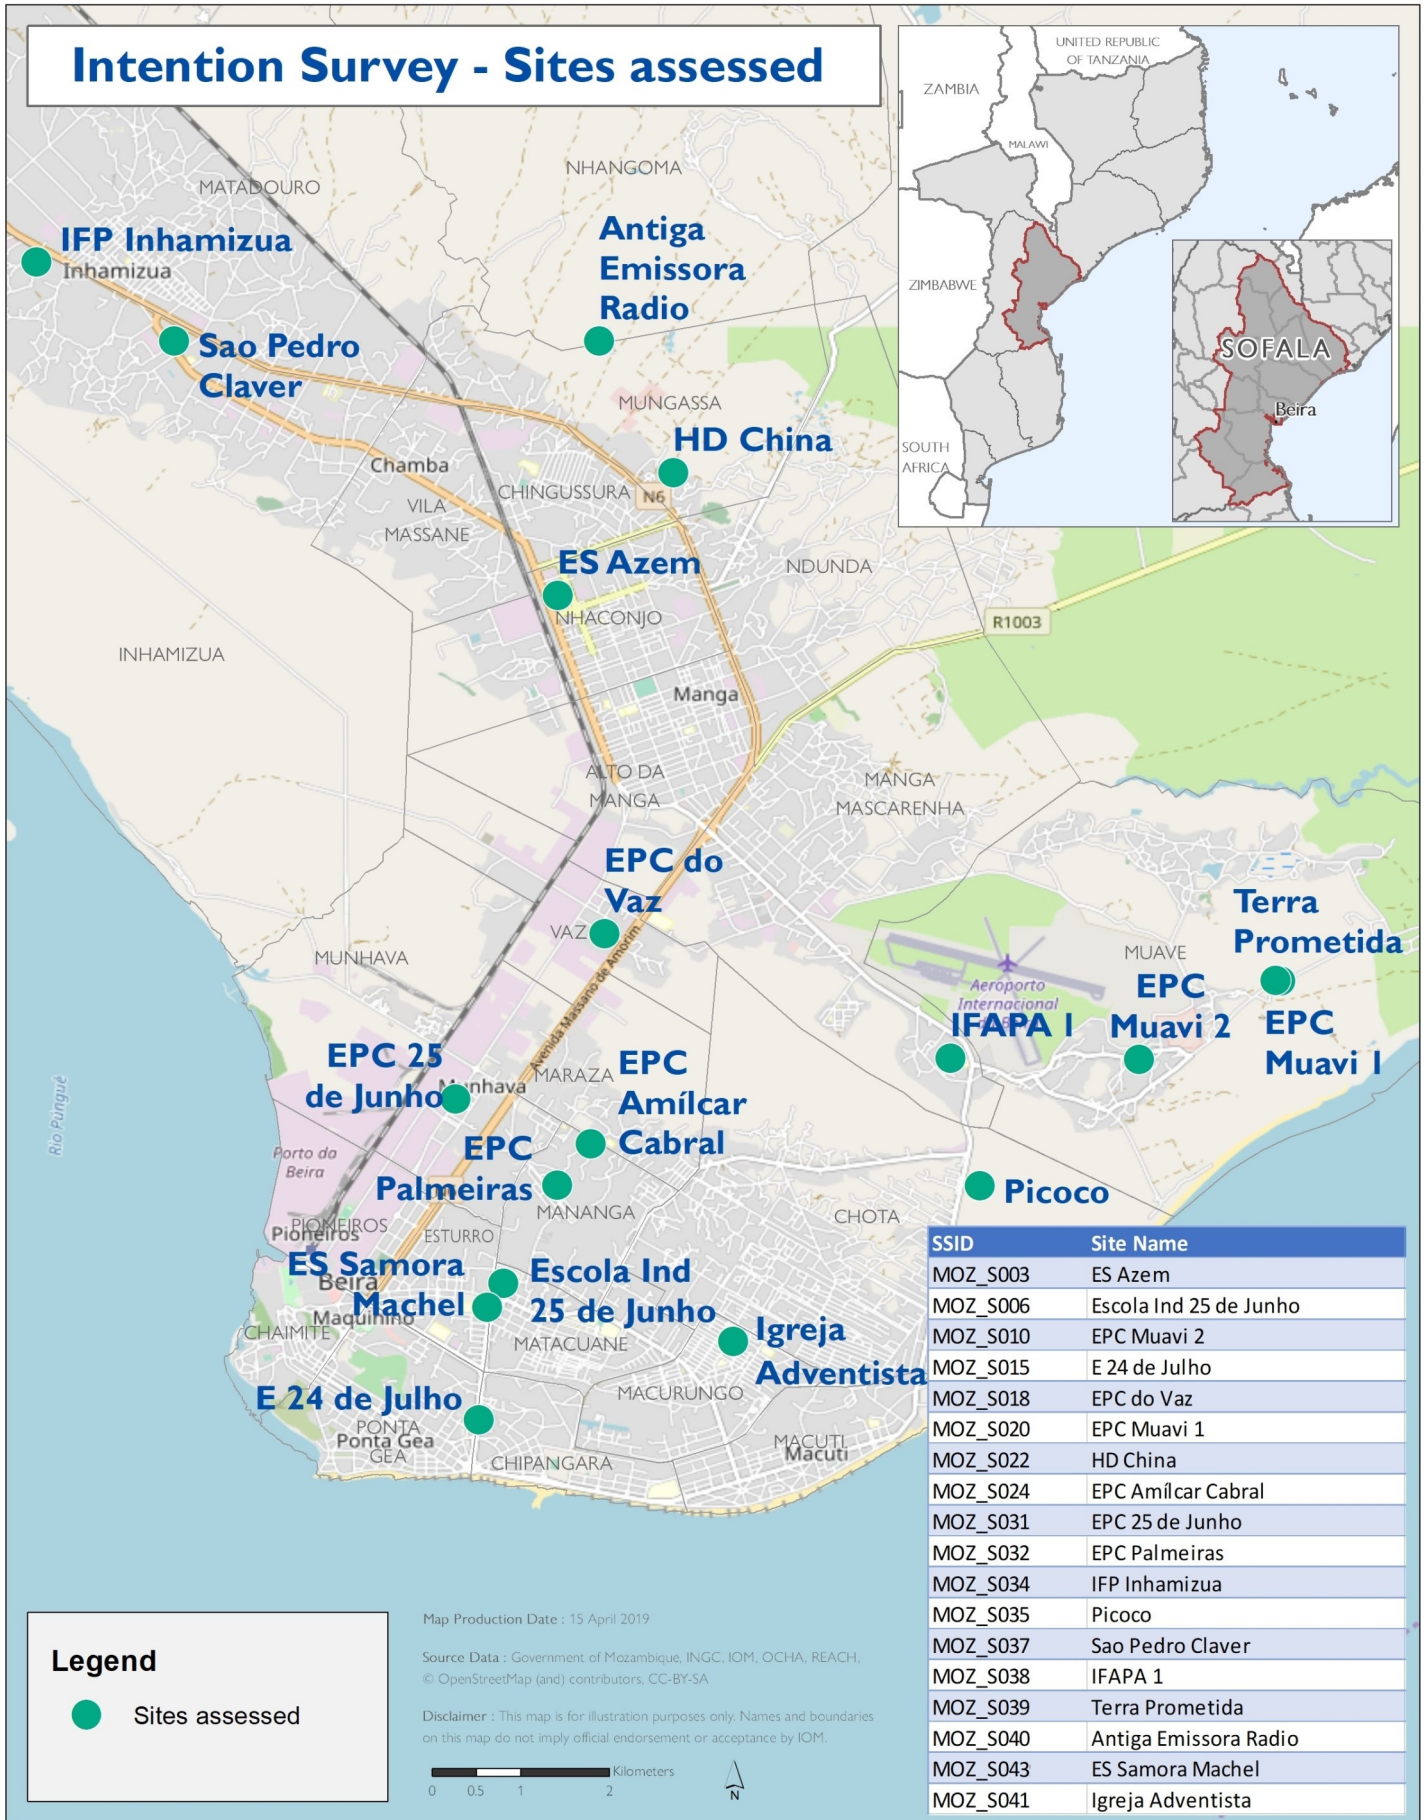 Intention Survey - Sites assessed
UNITED REPUBLIC
OF TANZANIA
ZAMBIA
MALAWI
ZIMBABWE
SOUTH
AFRICA
SOFALA
Beira
NHANGOMA
MATADOURO
IFP Inhamizua
Inhamizua
Antiga
Emissora
Radio
Sao Pedro
Claver
MUNGASSA
HD China
Chamba
CHINGUSSURA
N6
VILA
MASSANE
ES Azem
NDUNDA
NHACONJO
R1003
INHAMIZUA
Manga
ALTO DA
MANGA
MANGA
MASCARENHA
EPC do
Vaz
VAZ
Terra
Prometida
MUNHAVA
MUAVE
Aeroporto
Internacional
EPC
Muavi 2
IFAPA 1
EPC
Muavi 1
Avenida Massano de Amorim
EPC 25
de Junho
Munhava
MARAZA
EPC
Amílcar
Cabral
Rio Púngué
Porto da
Beira
EPC
Palmeiras
Picoco
MANANGA
CHOTA
PIONEIROS
Pioneiros
ESTURRO
ES Samora
Machel
Beira
Maquinino
Escola Ind
25 de Junho
CHAIMITE
MATACUANE
Igreja
Adventista
MACURUNGO
E 24 de Julho
PONTA
GEA
Ponta Gea
CHIPANGARA
MACUTI
Macuti
SSID Site Name
MOZ_S003 ES Azem
MOZ_S006 Escola Ind 25 de Junho
MOZ_S010 EPC Muavi 2
MOZ_S015 E 24 de Julho
MOZ_S018 EPC do Vaz
MOZ_S020 EPC Muavi 1
MOZ_S022 HD China
MOZ_S024 EPC Amílcar Cabral
MOZ_S031 EPC 25 de Junho
MOZ_S032 EPC Palmeiras
MOZ_S034 IFP Inhamizua
MOZ_S035 Picoco
MOZ_S037 Sao Pedro Claver
MOZ_S038 IFAPA 1
MOZ_S039 Terra Prometida
MOZ_S040 Antiga Emissora Radio
MOZ_S043 ES Samora Machel
MOZ_S041 Igreja Adventista
Legend
Sites assessed
Map Production Date : 15 April 2019
Source Data : Government of Mozambique, INGC, IOM, OCHA, REACH,
© OpenStreetMap (and) contributors, CC-BY-SA
Disclaimer : This map is for illustration purposes only. Names and boundaries
on this map do not imply official endorsement or acceptance by IOM.
Kilometers
0 0.5 1 2
N